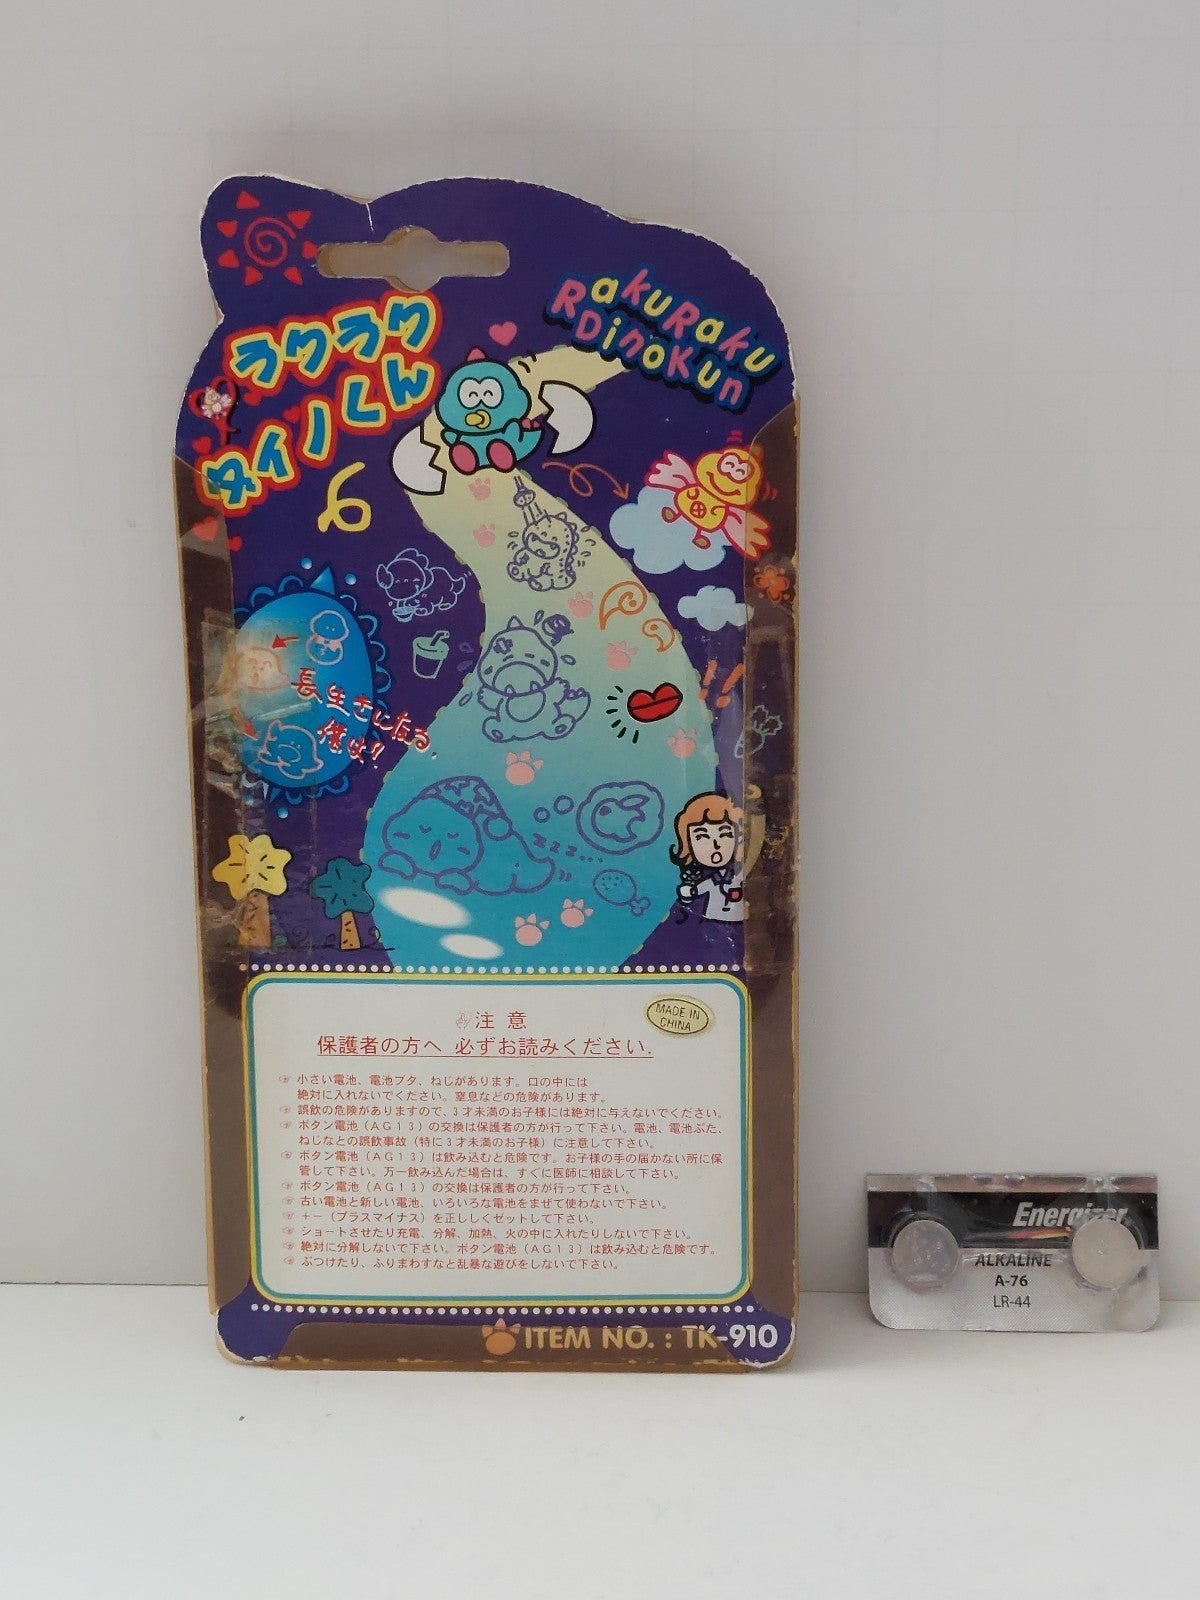 RakuRaku
DinoKun
ラクラク
ダイノくん
長生きになる
僕は!!
zzz...
注意
MADE IN
CHINA
保護者の方へ 必ずお読みください.
☞ 小さい電池、電池ブタ、ねじがあります。口の中には
絶対に入れないでください。窒息などの危険があります。
☞ 誤飲の危険がありますので、3才未満のお子様には絶対に与えないでください。
☞ ボタン電池（AG13）の交換は保護者の方が行って下さい。電池、電池ぶた、
ねじなとの誤飲事故（特に3才未満のお子様）に注意して下さい。
☞ ボタン電池（AG13）は飲み込むと危険です。お子様の手の届かない所に保
管して下さい。万一飲み込んだ場合は、すぐに医師に相談して下さい。
☞ ボタン電池（AG13）の交換は保護者の方が行って下さい。
☞ 古い電池と新しい電池、いろいろな電池をまぜて使わないで下さい。
☞ +−（プラスマイナス）を正ししくゼットして下さい。
☞ ショートさせたり充電、分解、加熱、火の中に入れたりしないで下さい。
☞ 絶対に分解しないで下さい。ボタン電池（AG13）は飲み込むと危険です。
☞ ぶつけたり、ふりまわすなと乱暴な遊びをしないで下さい。
ITEM NO. : TK-910
Energizer
ALKALINE
A-76
LR-44